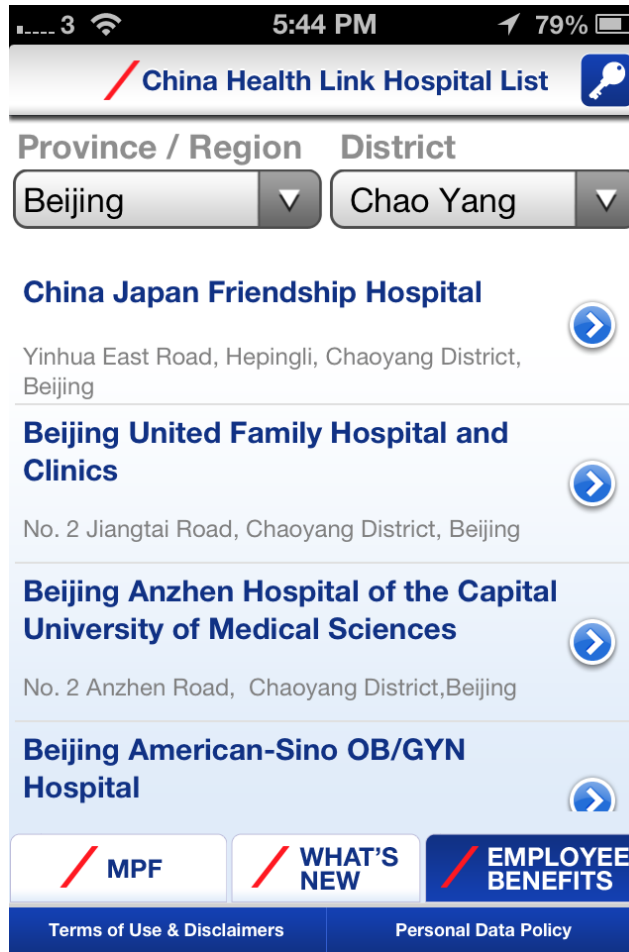 3 5:44 PM 79%
China Health Link Hospital List
Province / Region District
Beijing Chao Yang
China Japan Friendship Hospital
Yinhua East Road, Hepingli, Chaoyang District,
Beijing
Beijing United Family Hospital and
Clinics
No. 2 Jiangtai Road, Chaoyang District, Beijing
Beijing Anzhen Hospital of the Capital
University of Medical Sciences
No. 2 Anzhen Road, Chaoyang District,Beijing
Beijing American-Sino OB/GYN
Hospital
MPF
WHAT'S
NEW
EMPLOYEE
BENEFITS
Terms of Use & Disclaimers Personal Data Policy